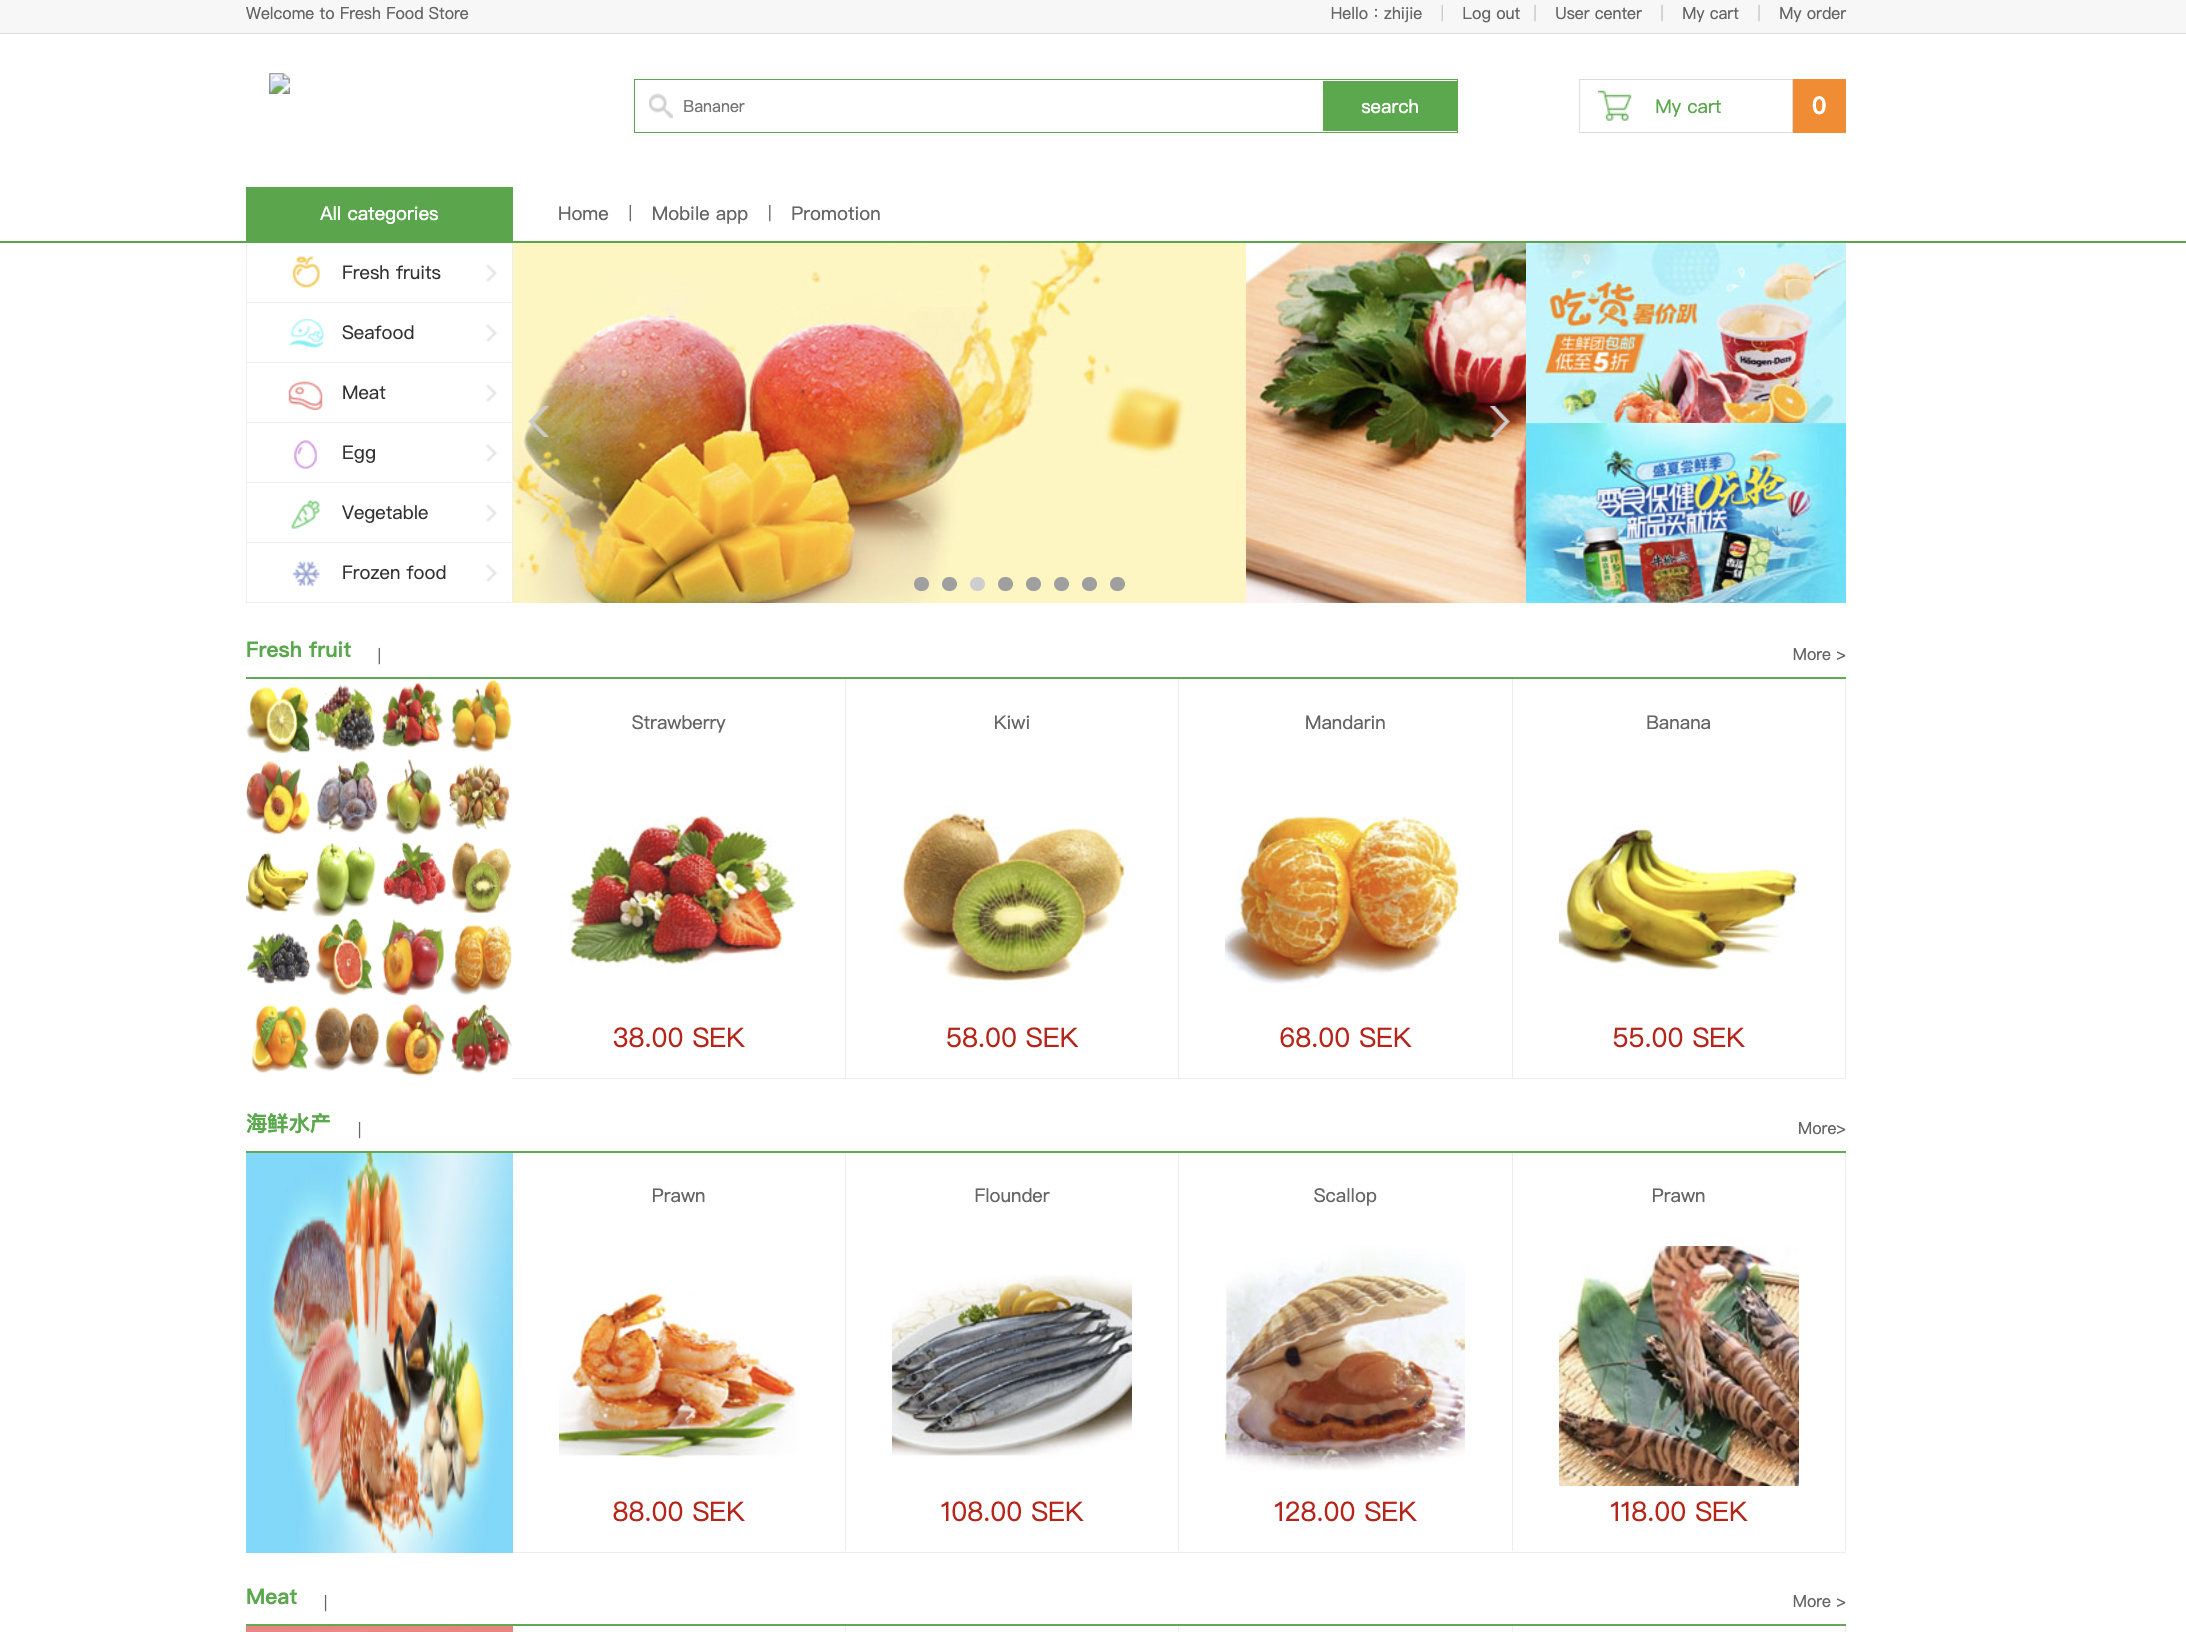 Welcome to Fresh Food Store
Hello：zhijie | Log out | User center | My cart | My order
Bananer
search
My cart
0
All categories
Home | Mobile app | Promotion
Fresh fruits
Seafood
Meat
Egg
Vegetable
Frozen food
吃货暑价趴
生鲜团包邮
低至5折
Häagen-Dazs
盛夏尝鲜季
零食保健0元抢
新品买就送
Fresh fruit |
More >
Strawberry
Kiwi
Mandarin
Banana
38.00 SEK
58.00 SEK
68.00 SEK
55.00 SEK
海鲜水产 |
More>
Prawn
Flounder
Scallop
Prawn
88.00 SEK
108.00 SEK
128.00 SEK
118.00 SEK
Meat |
More >